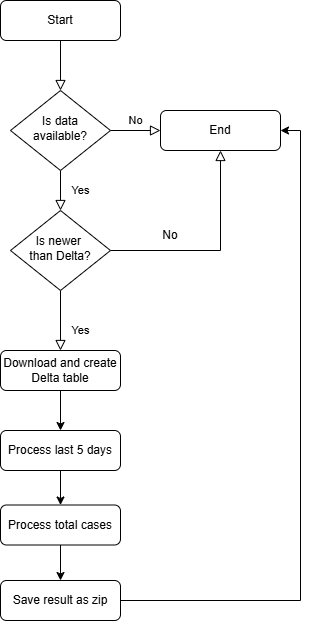 Start
Is data
available?
No
End
Yes
Is newer
than Delta?
No
Yes
Download and create
Delta table
Process last 5 days
Process total cases
Save result as zip